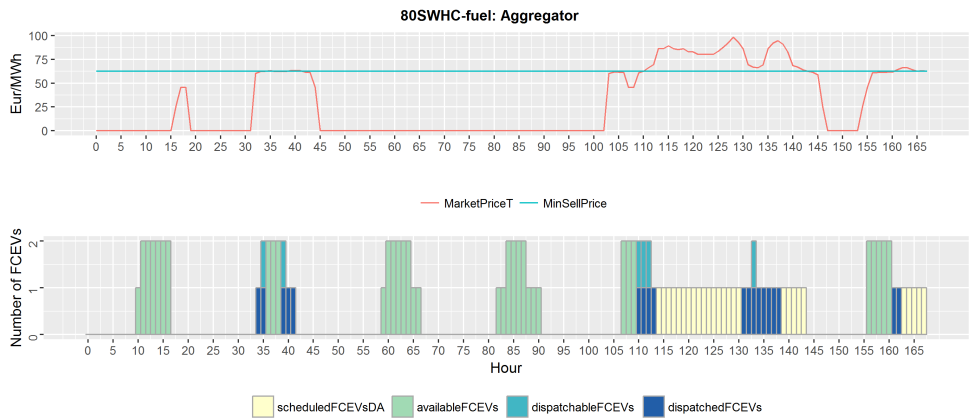 80SWHC-fuel: Aggregator
Eur/MWh
100
75
50
25
0
0 5 10 15 20 25 30 35 40 45 50 55 60 65 70 75 80 85 90 95 100 105 110 115 120 125 130 135 140 145 150 155 160 165
MarketPriceT MinSellPrice
Number of FCEVs
2
1
0
0 5 10 15 20 25 30 35 40 45 50 55 60 65 70 75 80 85 90 95 100 105 110 115 120 125 130 135 140 145 150 155 160 165
Hour
scheduledFCEVsDA availableFCEVs dispatchableFCEVs dispatchedFCEVs